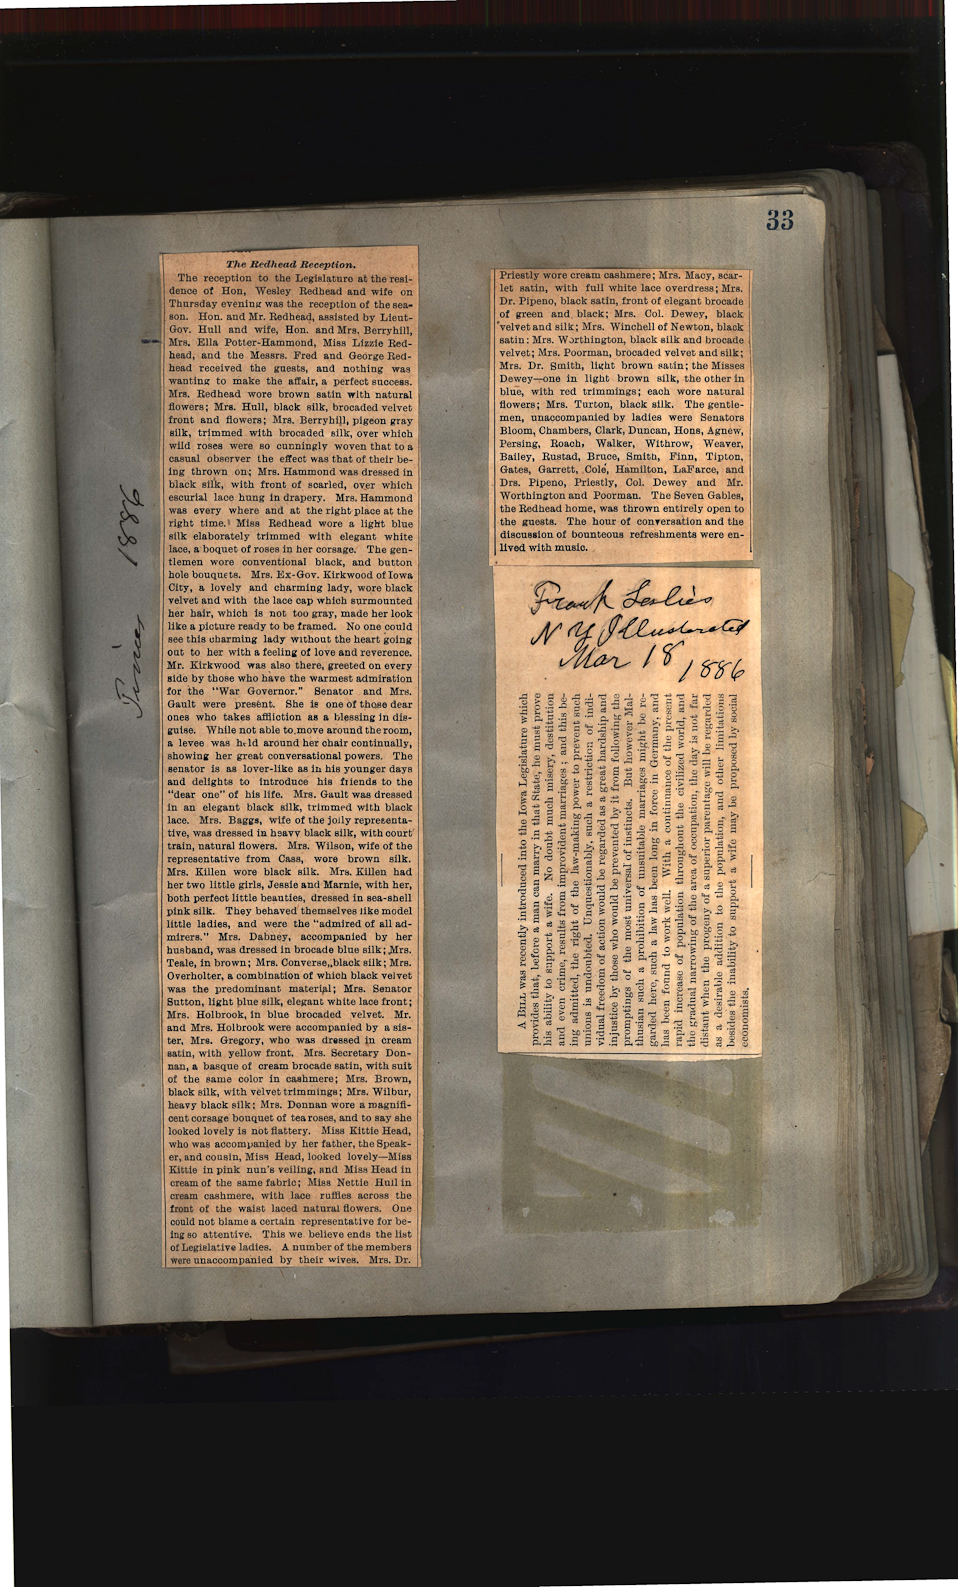 33
Times 1886
The Redhead Reception.
The reception to the Legislature at the resi-
dence of Hon, Wesley Redhead and wife on
Thursday evening was the reception of the sea-
son. Hon. and Mr. Redhead, assisted by Lieut-
Gov. Hull and wife, Hon. and Mrs. Berryhill,
Mrs. Ella Potter-Hammond, Miss Lizzie Red-
head, and the Messrs. Fred and George Red-
head received the guests, and nothing was
wanting to make the affair, a perfect success.
Mrs. Redhead wore brown satin with natural
flowers; Mrs. Hull, black silk, brocaded velvet
front and flowers; Mrs. Berryhill, pigeon gray
silk, trimmed with brocaded silk, over which
wild roses were so cunningly woven that to a
casual observer the effect was that of their be-
ing thrown on; Mrs. Hammond was dressed in
black silk, with front of scarled, over which
escurial lace hung in drapery. Mrs. Hammond
was every where and at the right place at the
right time. Miss Redhead wore a light blue
silk elaborately trimmed with elegant white
lace, a boquet of roses in her corsage. The gen-
tlemen wore conventional black, and button
hole bouquets. Mrs. Ex-Gov. Kirkwood of Iowa
City, a lovely and charming lady, wore black
velvet and with the lace cap which surmounted
her hair, which is not too gray, made her look
like a picture ready to be framed. No one could
see this charming lady without the heart going
out to her with a feeling of love and reverence.
Mr. Kirkwood was also there, greeted on every
side by those who have the warmest admiration
for the "War Governor." Senator and Mrs.
Gault were present. She is one of those dear
ones who takes affliction as a blessing in dis-
guise. While not able to move around the room,
a levee was held around her chair continually,
showing her great conversational powers. The
senator is as lover-like as in his younger days
and delights to introduce his friends to the
"dear one" of his life. Mrs. Gault was dressed
in an elegant black silk, trimmed with black
lace. Mrs. Baggs, wife of the jolly representa-
tive, was dressed in heavy black silk, with court
train, natural flowers. Mrs. Wilson, wife of the
representative from Cass, wore brown silk.
Mrs. Killen wore black silk. Mrs. Killen had
her two little girls, Jessie and Marnie, with her,
both perfect little beauties, dressed in sea-shell
pink silk. They behaved themselves like model
little ladies, and were the "admired of all ad-
mirers." Mrs. Dabney, accompanied by her
husband, was dressed in brocade blue silk; Mrs.
Teale, in brown; Mrs. Converse, black silk; Mrs.
Overholter, a combination of which black velvet
was the predominant material; Mrs. Senator
Sutton, light blue silk, elegant white lace front;
Mrs. Holbrook, in blue brocaded velvet. Mr.
and Mrs. Holbrook were accompanied by a sis-
ter, Mrs. Gregory, who was dressed in cream
satin, with yellow front. Mrs. Secretary Don-
nan, a basque of cream brocade satin, with suit
of the same color in cashmere; Mrs. Brown,
black silk, with velvet trimmings; Mrs. Wilbur,
heavy black silk; Mrs. Donnan wore a magnifi-
cent corsage bouquet of tea roses, and to say she
looked lovely is not flattery. Miss Kittie Head,
who was accompanied by her father, the Speak-
er, and cousin, Miss Head, looked lovely—Miss
Kittie in pink nun's veiling, and Miss Head in
cream of the same fabric; Miss Nettie Hull in
cream cashmere, with lace ruffles across the
front of the waist laced natural flowers. One
could not blame a certain representative for be-
ing so attentive. This we believe ends the list
of Legislative ladies. A number of the members
were unaccompanied by their wives. Mrs. Dr.
Priestly wore cream cashmere; Mrs. Macy, scar-
let satin, with full white lace overdress; Mrs.
Dr. Pipeno, black satin, front of elegant brocade
of green and black; Mrs. Col. Dewey, black
velvet and silk; Mrs. Winchell of Newton, black
satin; Mrs. Worthington, black silk and brocade
velvet; Mrs. Poorman, brocaded velvet and silk;
Mrs. Dr. Smith, light brown satin; the Misses
Dewey—one in light brown silk, the other in
blue, with red trimmings; each wore natural
flowers; Mrs. Turton, black silk. The gentle-
men, unaccompanied by ladies were Senators
Bloom, Chambers, Clark, Duncan, Hons, Agnew,
Persing, Roach, Walker, Withrow, Weaver,
Bailey, Rustad, Bruce, Smith, Finn, Tipton,
Gates, Garrett, Cole, Hamilton, LaFarce, and
Drs. Pipeno, Priestly, Col. Dewey and Mr.
Worthington and Poorman. The Seven Gables,
the Redhead home, was thrown entirely open to
the guests. The hour of conversation and the
discussion of bounteous refreshments were en-
lived with music.
Frank Leslies
N Y Illustrated
Mar 18, 1886
A BILL was recently introduced into the Iowa Legislature which
provides that, before a man can marry in that State, he must prove
his ability to support a wife. No doubt much misery, destitution
and even crime, results from improvident marriages; and this be-
ing admitted, the right of the law-making power to prevent such
unions is undoubted. Unquestionably, such a restriction of indi-
vidual freedom of action would be regarded as a great hardship and
injustice by those who would be prevented by it from following the
promptings of the most universal of instincts. But however Mal-
thusian such a prohibition of unsuitable marriages might be re-
garded here, such a law has been long in force in Germany, and
has been found to work well. With a continuance of the present
rapid increase of population throughout the civilized world, and
the gradual narrowing of the area of occupation, the day is not far
distant when the progeny of a superior parentage will be regarded
as a desirable addition to the population, and other limitations
besides the inability to support a wife may be proposed by social
economists.